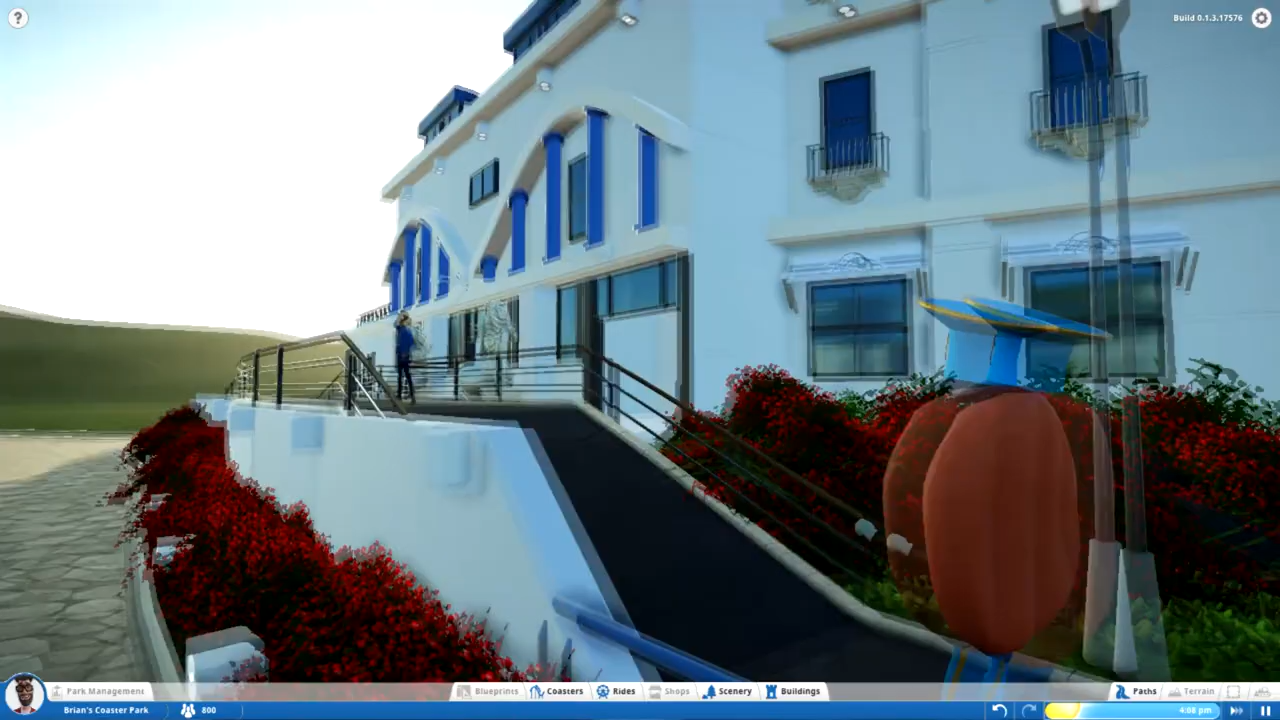 ?
Build 0.1.3.17576
Park Management
Blueprints
Coasters
Rides
Shops
Scenery
Buildings
Paths
Terrain
Brian's Coaster Park
800
4:08 pm